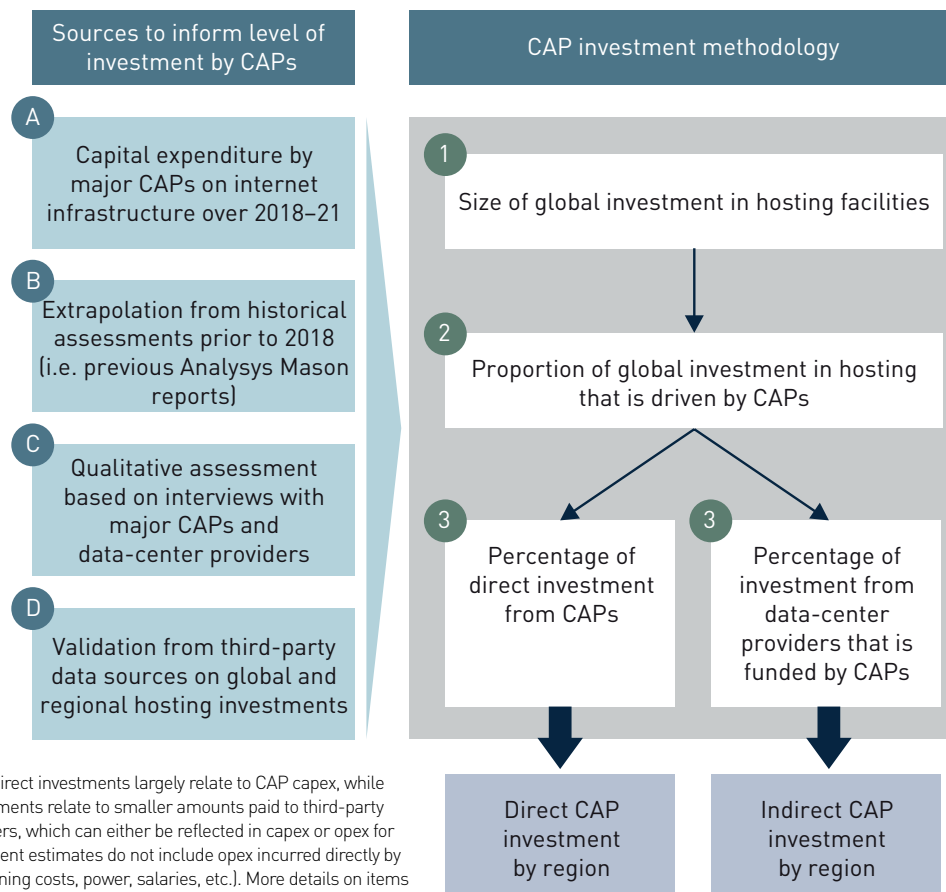 Sources to inform level of
investment by CAPs
A
Capital expenditure by
major CAPs on internet
infrastructure over 2018–21
B
Extrapolation from historical
assessments prior to 2018
(i.e. previous Analysys Mason
reports)
C
Qualitative assessment
based on interviews with
major CAPs and
data-center providers
D
Validation from third-party
data sources on global and
regional hosting investments
CAP investment methodology
1
Size of global investment in hosting facilities
2
Proportion of global investment in hosting
that is driven by CAPs
3
Percentage of
direct investment
from CAPs
3
Percentage of
investment from
data-center
providers that is
funded by CAPs
Direct CAP
investment
by region
Indirect CAP
investment
by region
direct investments largely relate to CAP capex, while
ments relate to smaller amounts paid to third-party
ers, which can either be reflected in capex or opex for
ent estimates do not include opex incurred directly by
ning costs, power, salaries, etc.). More details on items